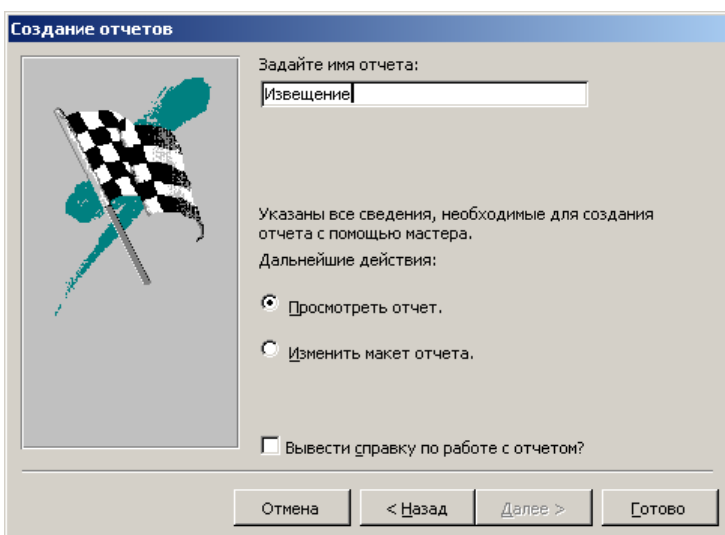 Создание отчетов
Задайте имя отчета:
Извещение
Указаны все сведения, необходимые для создания
отчета с помощью мастера.
Дальнейшие действия:
Просмотреть отчет.
Изменить макет отчета.
Вывести справку по работе с отчетом?
Отмена
< Назад
Далее >
Готово